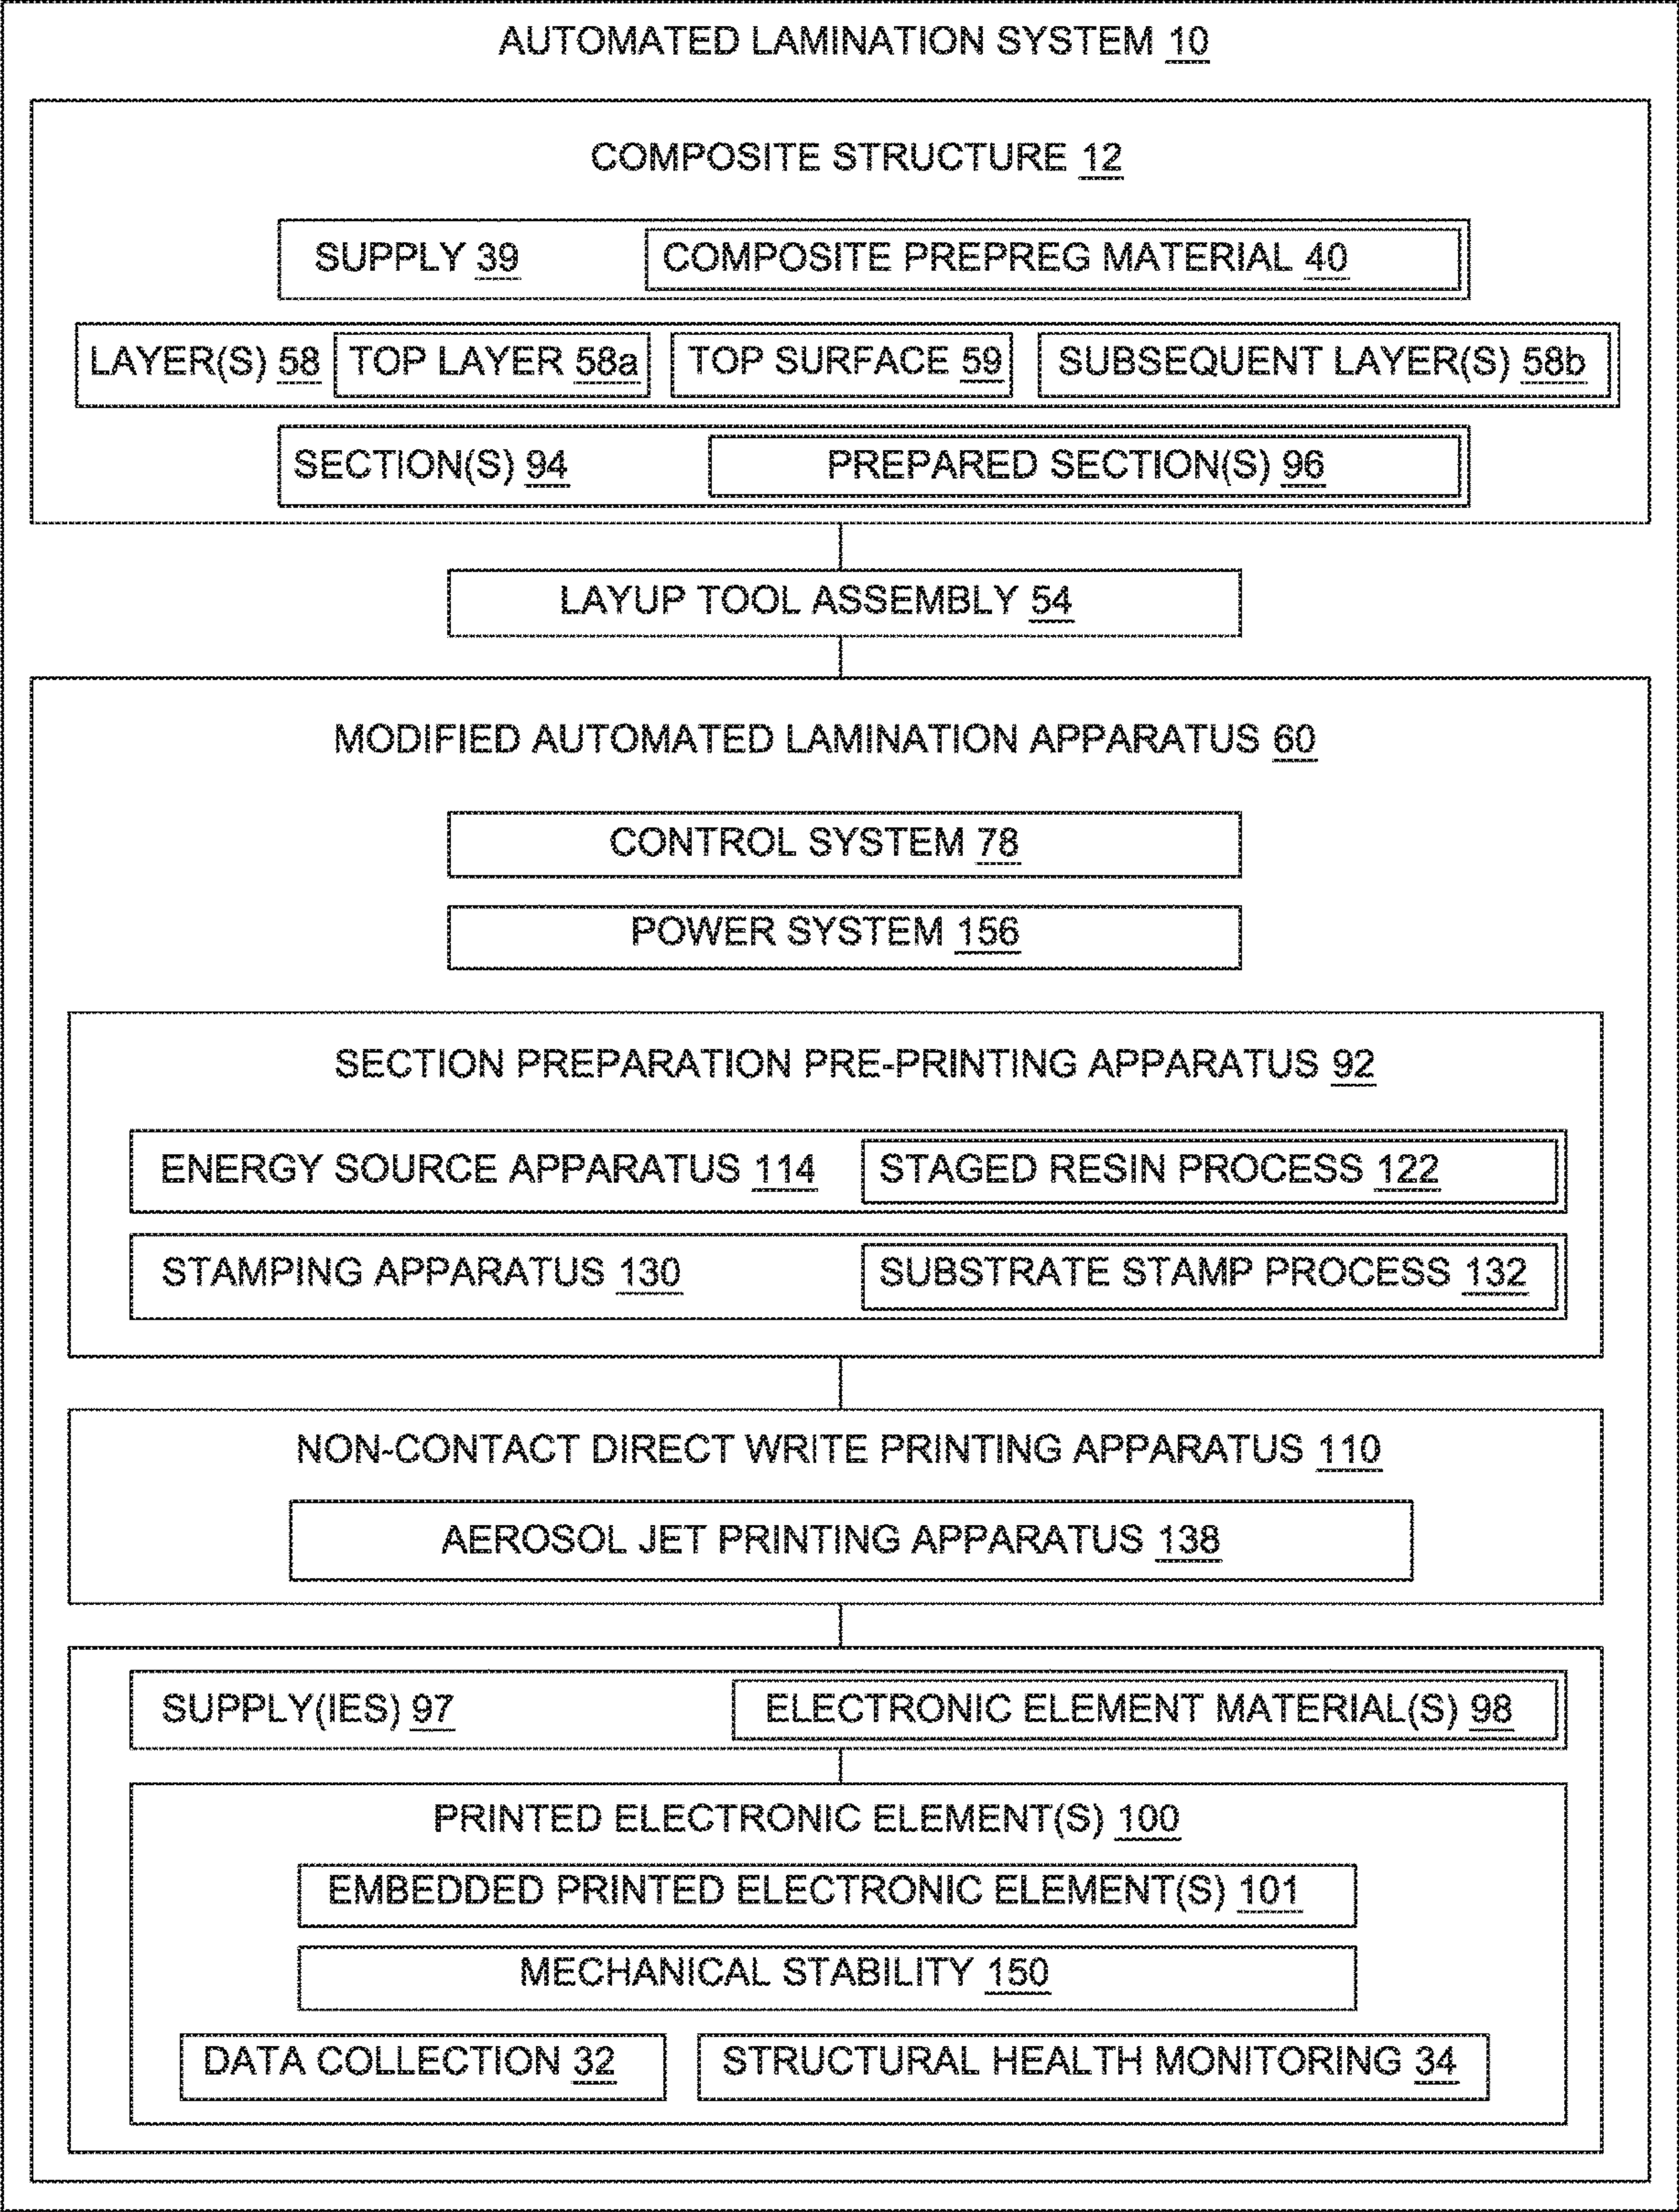 AUTOMATED LAMINATION SYSTEM 10
COMPOSITE STRUCTURE 12
SUPPLY 39 COMPOSITE PREPREG MATERIAL 40
LAYER(S) 58 TOP LAYER 58a TOP SURFACE 59 SUBSEQUENT LAYER(S) 58b
SECTION(S) 94 PREPARED SECTION(S) 96
LAYUP TOOL ASSEMBLY 54
MODIFIED AUTOMATED LAMINATION APPARATUS 60
CONTROL SYSTEM 78
POWER SYSTEM 156
SECTION PREPARATION PRE-PRINTING APPARATUS 92
ENERGY SOURCE APPARATUS 114 STAGED RESIN PROCESS 122
STAMPING APPARATUS 130 SUBSTRATE STAMP PROCESS 132
NON-CONTACT DIRECT WRITE PRINTING APPARATUS 110
AEROSOL JET PRINTING APPARATUS 138
SUPPLY(IES) 97 ELECTRONIC ELEMENT MATERIAL(S) 98
PRINTED ELECTRONIC ELEMENT(S) 100
EMBEDDED PRINTED ELECTRONIC ELEMENT(S) 101
MECHANICAL STABILITY 150
DATA COLLECTION 32 STRUCTURAL HEALTH MONITORING 34